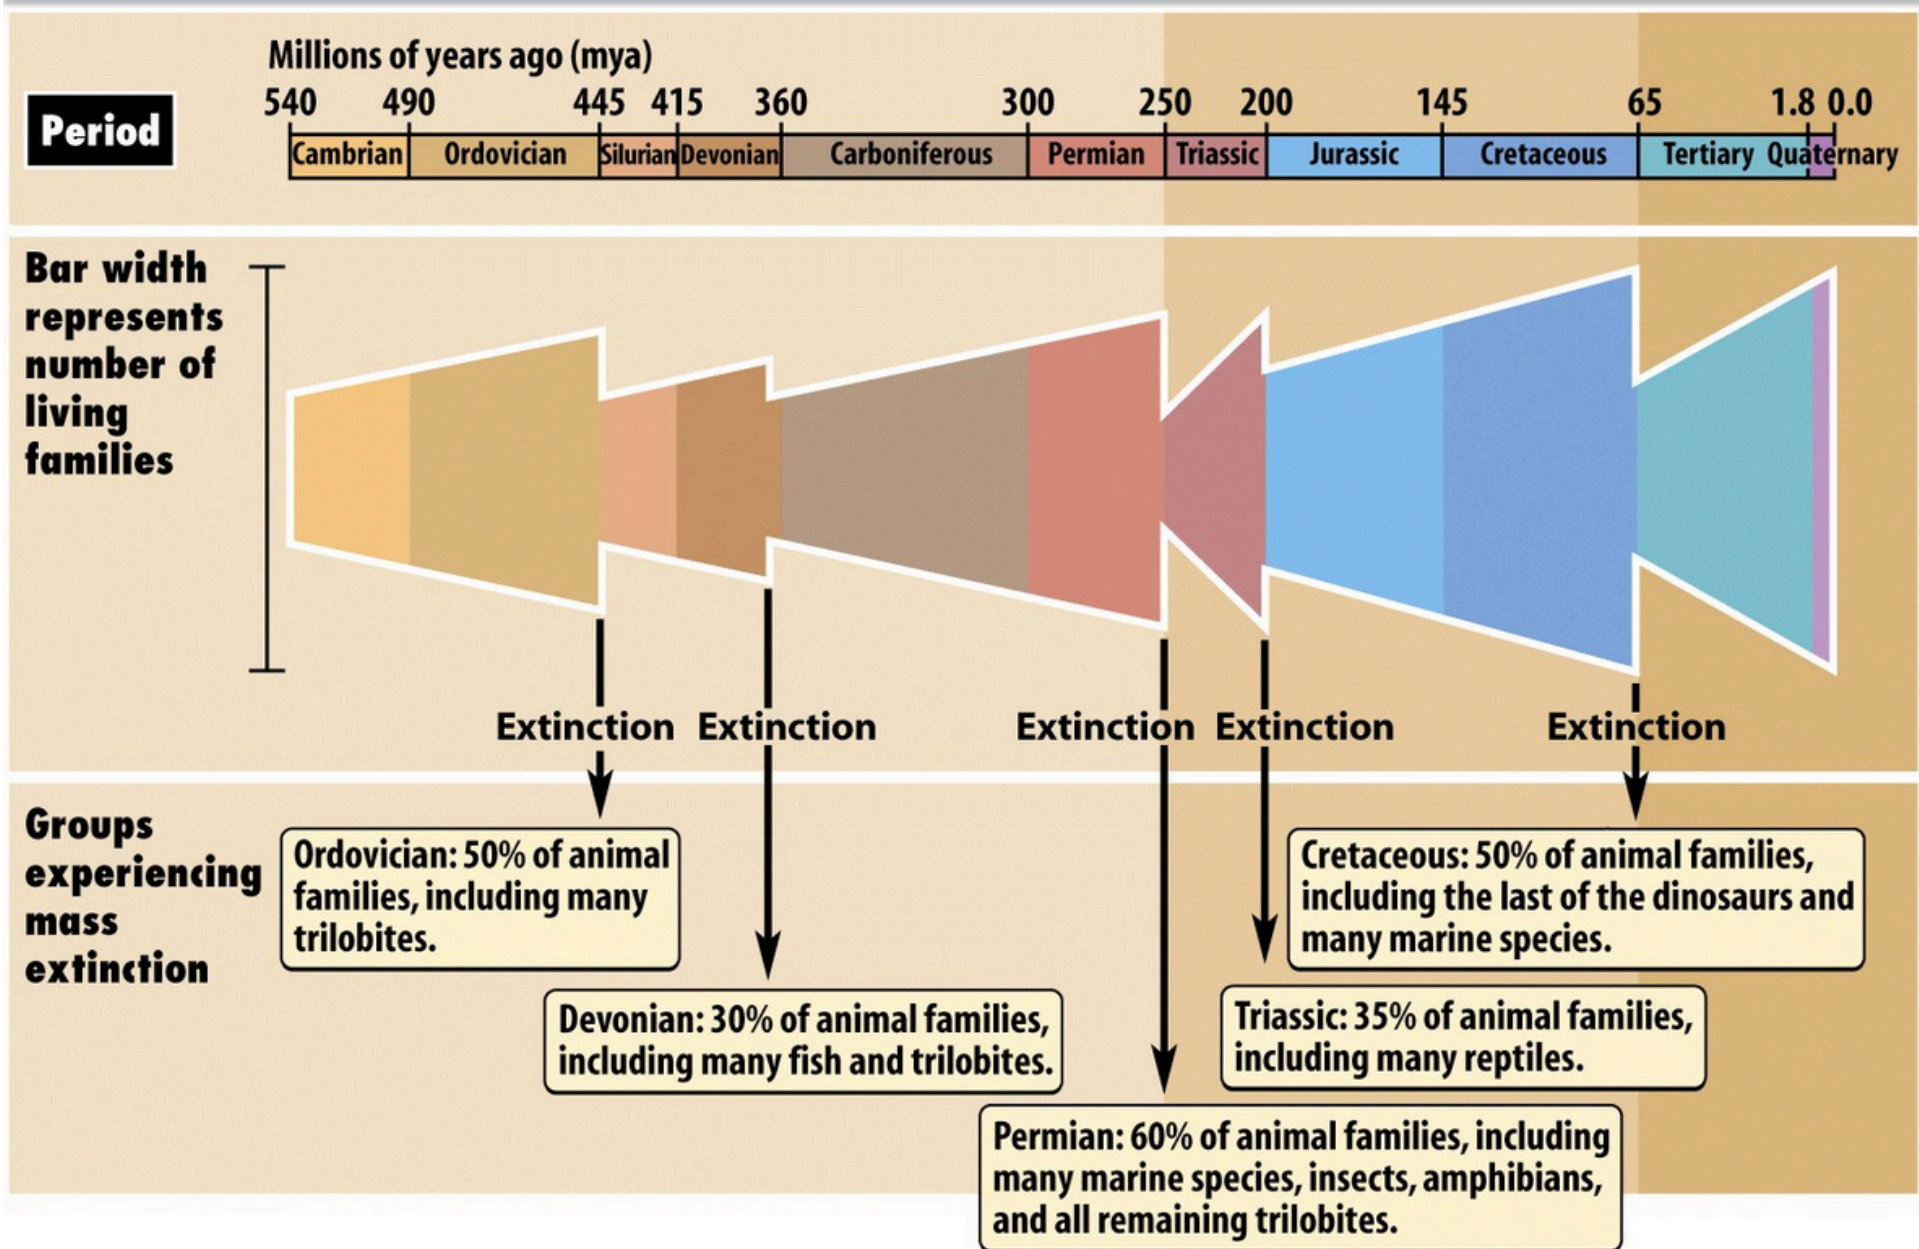 Millions of years ago (mya)
540 490 445 415 360 300 250 200 145 65 1.8 0.0
Period
Cambrian Ordovician Silurian Devonian Carboniferous Permian Triassic Jurassic Cretaceous Tertiary Quaternary
Bar width
represents
number of
living
families
Extinction Extinction Extinction Extinction Extinction
Groups
experiencing
mass
extinction
Ordovician: 50% of animal
families, including many
trilobites.
Cretaceous: 50% of animal families,
including the last of the dinosaurs and
many marine species.
Devonian: 30% of animal families,
including many fish and trilobites.
Triassic: 35% of animal families,
including many reptiles.
Permian: 60% of animal families, including
many marine species, insects, amphibians,
and all remaining trilobites.